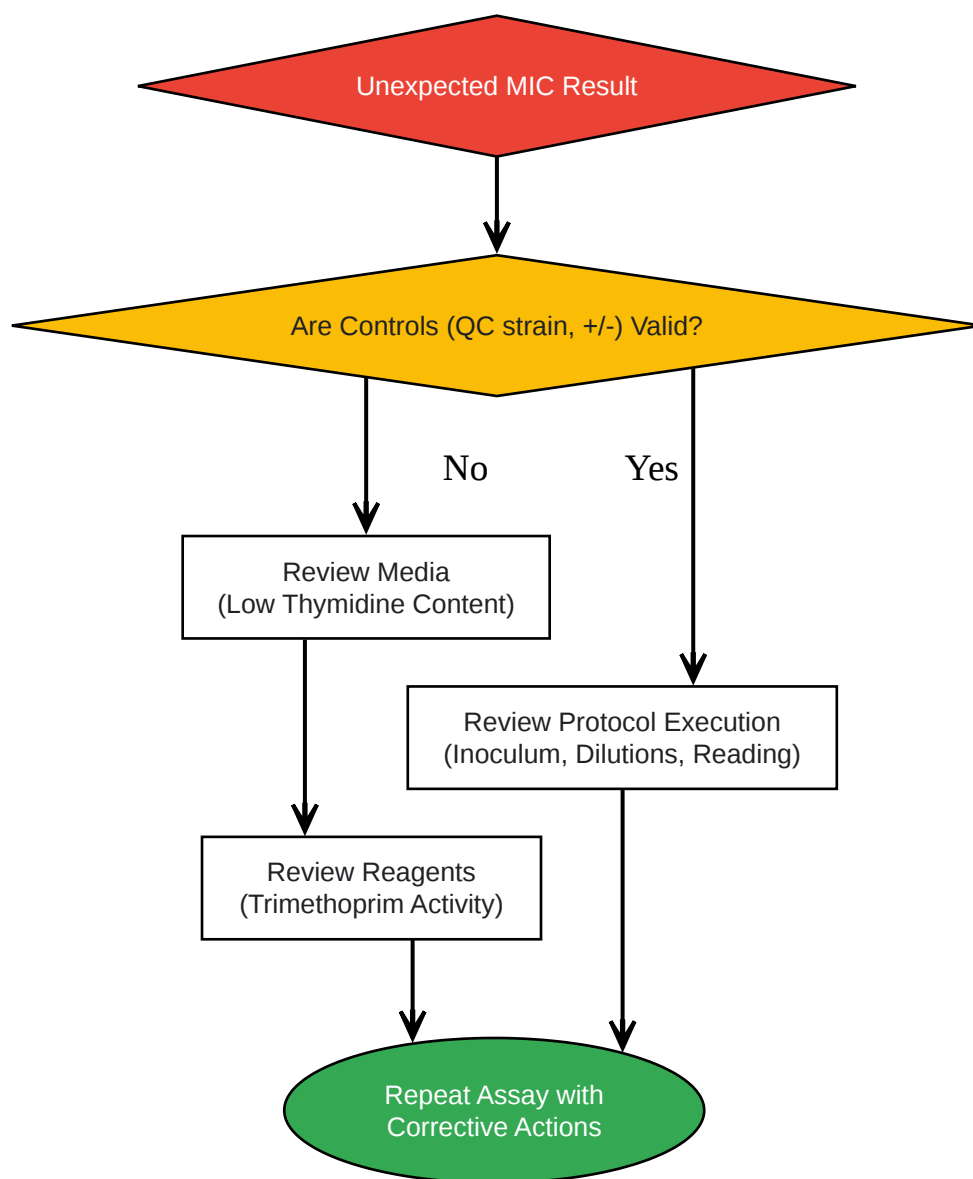 Unexpected MIC Result
Are Controls (QC strain, +/-) Valid?
No
Yes
Review Media
(Low Thymidine Content)
Review Protocol Execution
(Inoculum, Dilutions, Reading)
Review Reagents
(Trimethoprim Activity)
Repeat Assay with
Corrective Actions